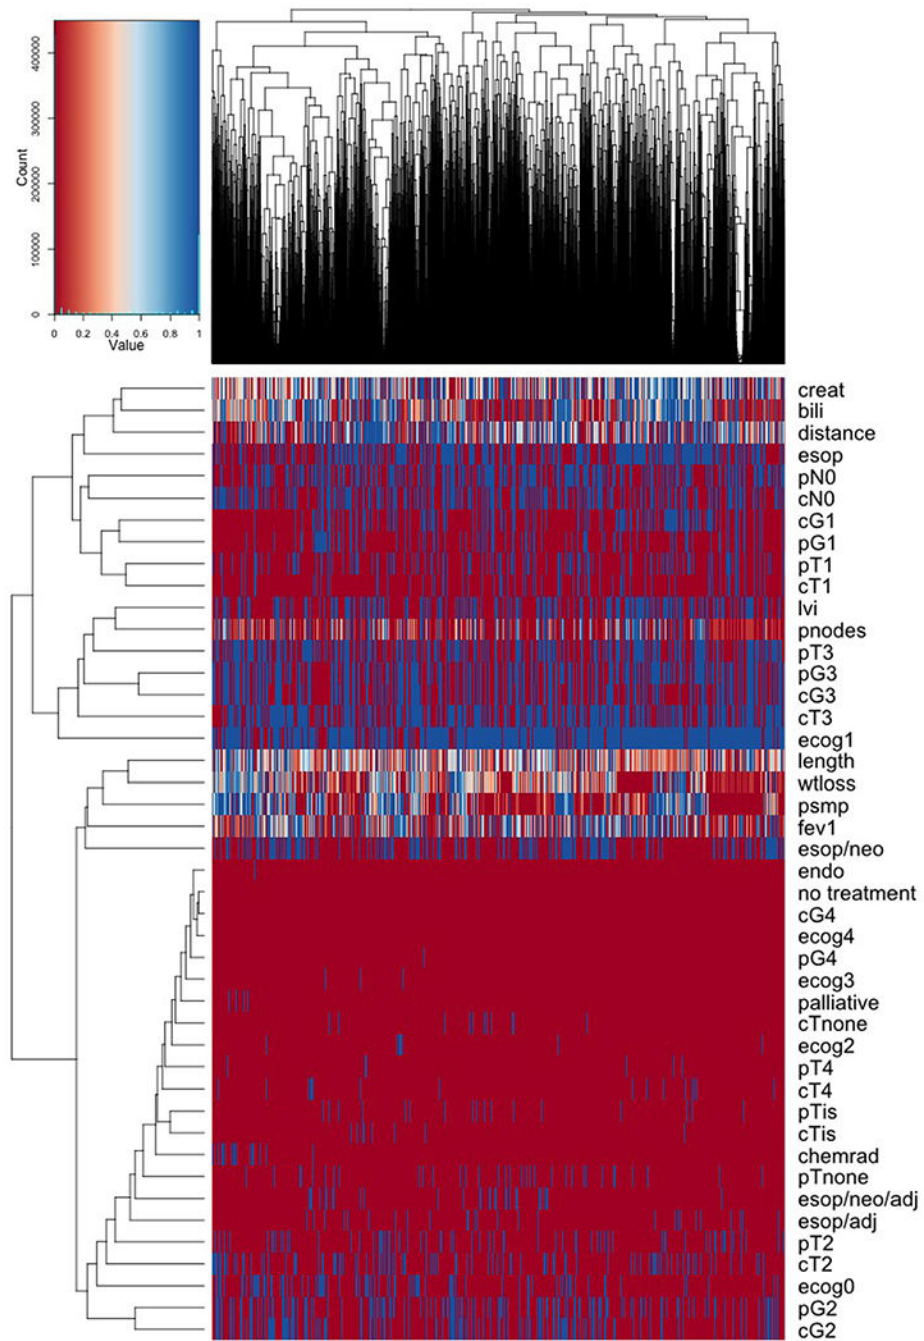 400000
300000
200000
100000
0
Count
0 0.2 0.4 0.6 0.8 1
Value
creat
bili
distance
esop
pN0
cN0
cG1
pG1
pT1
cT1
lvi
pnodes
pT3
pG3
cG3
cT3
ecog1
length
wtloss
psmp
fev1
esop/neo
endo
no treatment
cG4
ecog4
pG4
ecog3
palliative
cTnone
ecog2
pT4
cT4
pTis
cTis
chemrad
pTnone
esop/neo/adj
esop/adj
pT2
cT2
ecog0
pG2
cG2